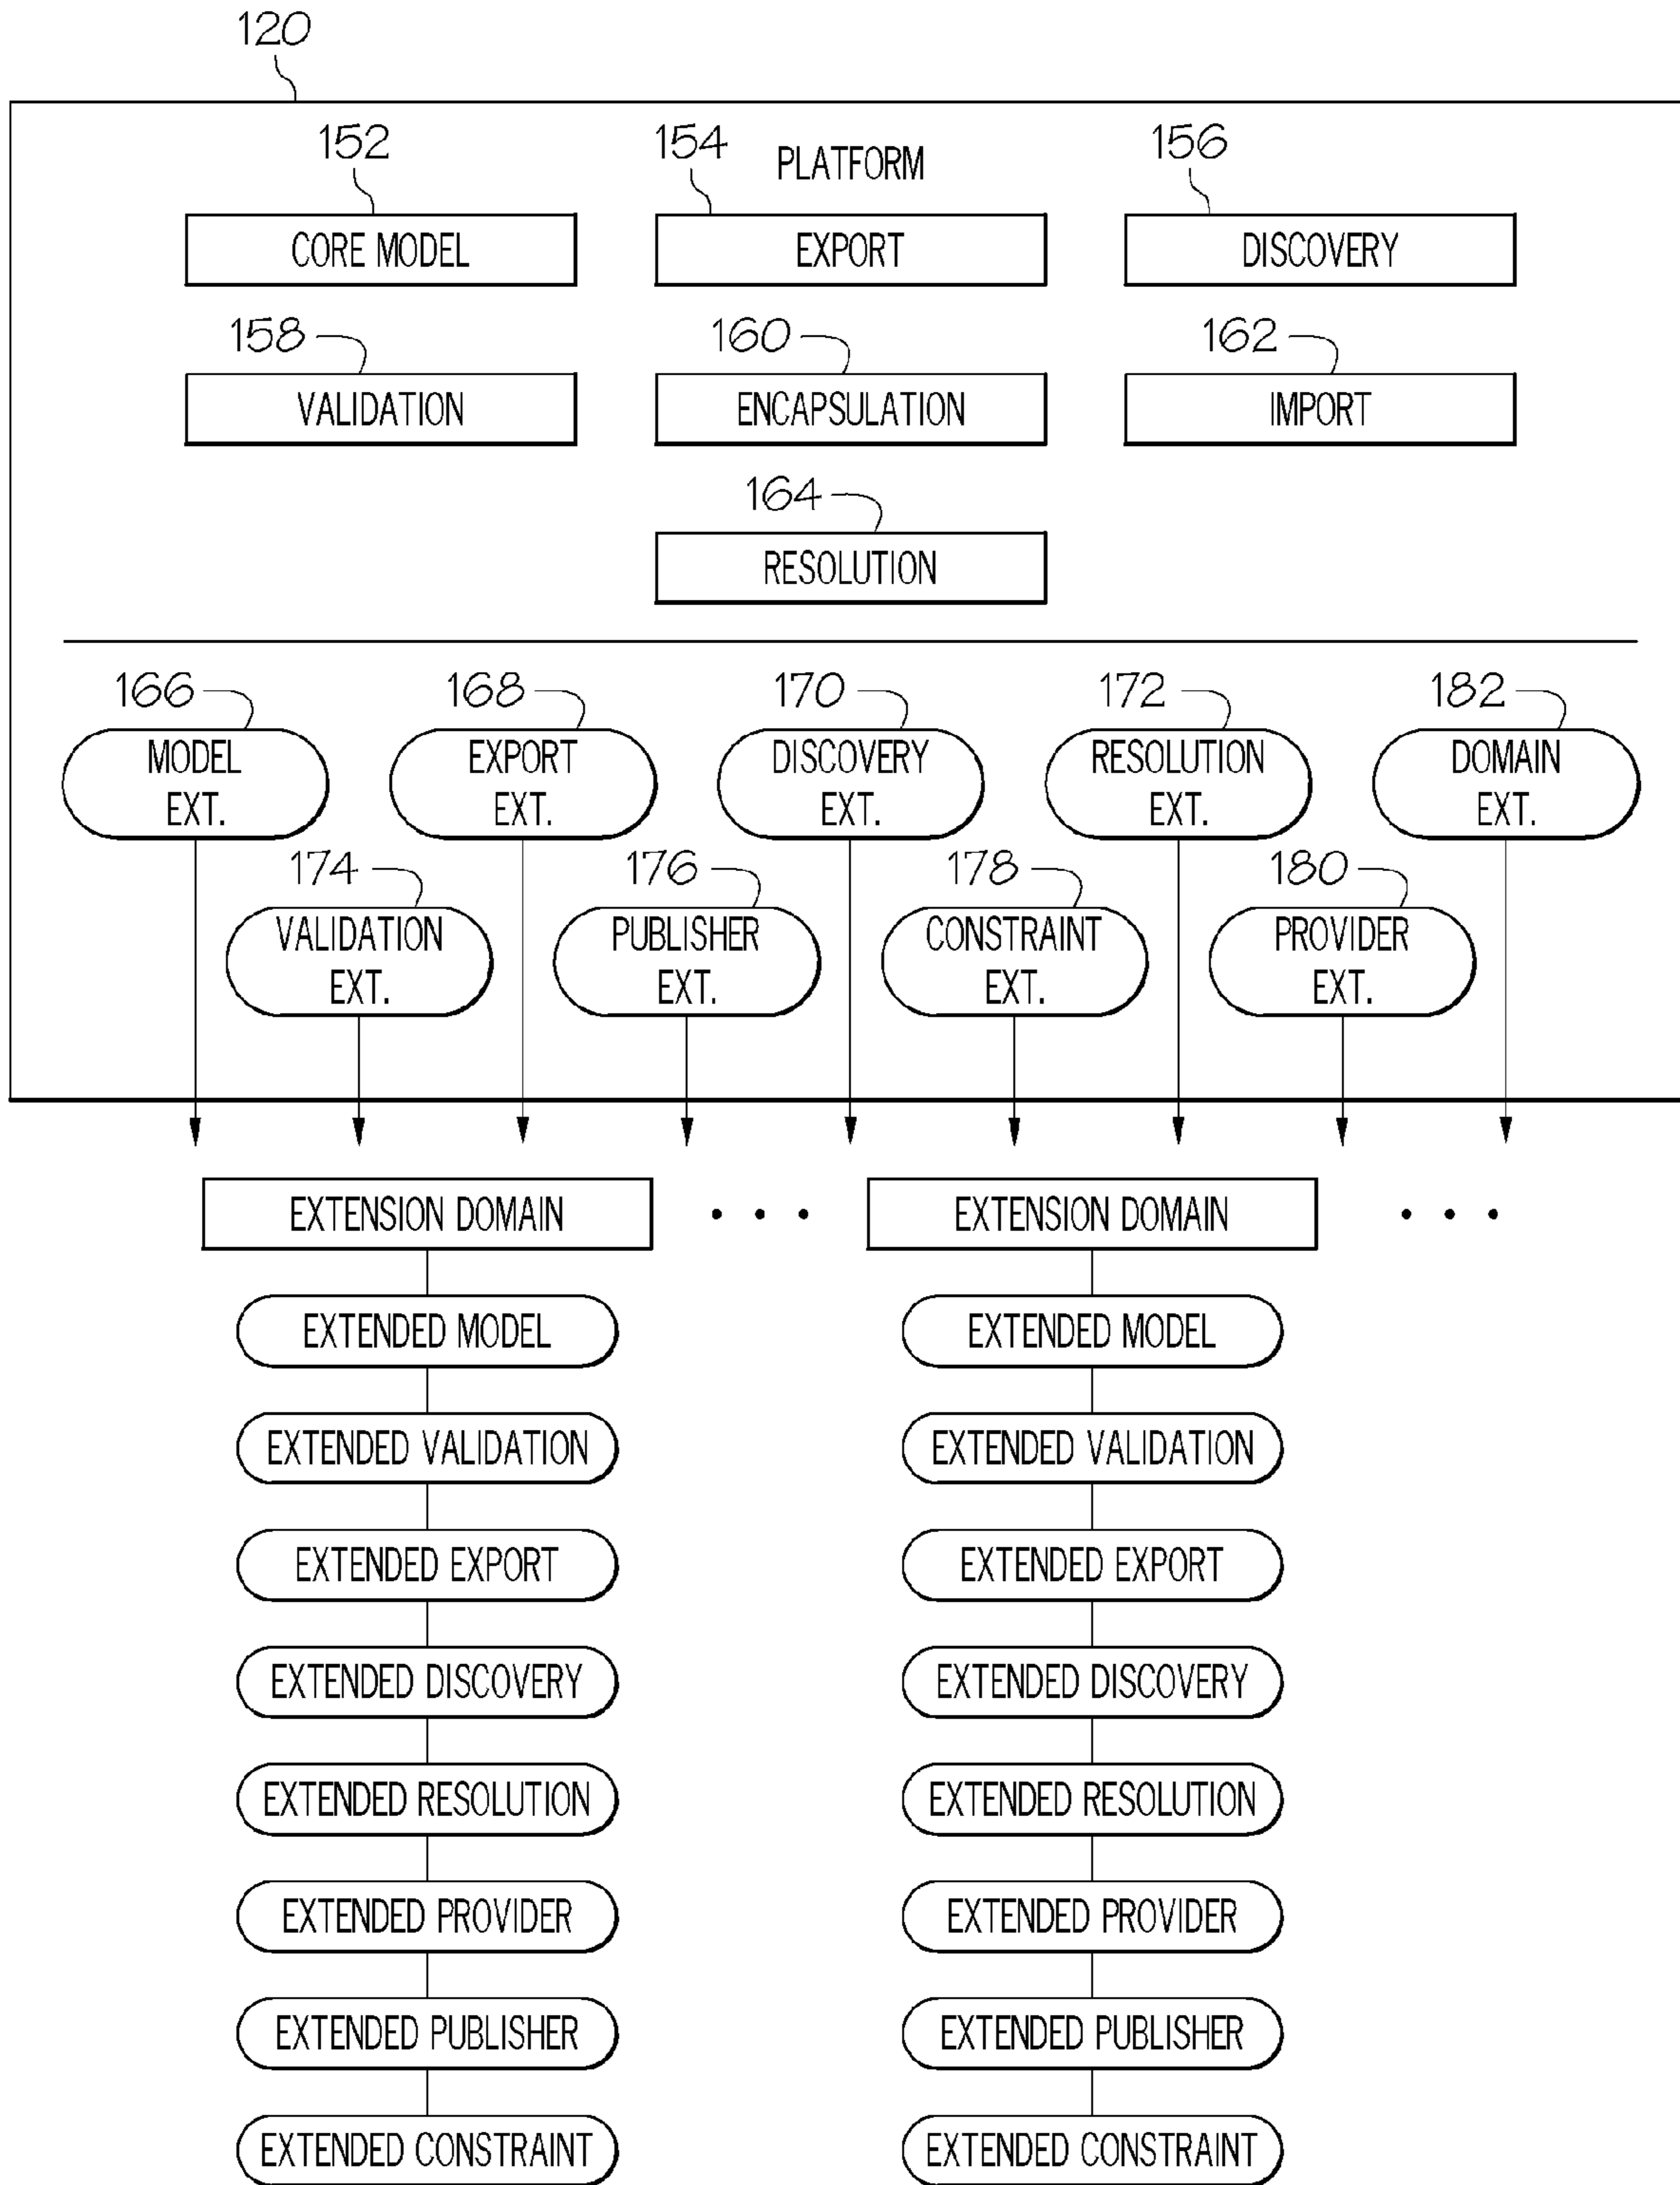 120
152
154
PLATFORM
156
CORE MODEL
EXPORT
DISCOVERY
158
160
162
VALIDATION
ENCAPSULATION
IMPORT
164
RESOLUTION
166
168
170
172
182
MODEL
EXT.
EXPORT
EXT.
DISCOVERY
EXT.
RESOLUTION
EXT.
DOMAIN
EXT.
174
176
178
180
VALIDATION
EXT.
PUBLISHER
EXT.
CONSTRAINT
EXT.
PROVIDER
EXT.
EXTENSION DOMAIN
• • •
EXTENSION DOMAIN
• • •
EXTENDED MODEL
EXTENDED VALIDATION
EXTENDED EXPORT
EXTENDED DISCOVERY
EXTENDED RESOLUTION
EXTENDED PROVIDER
EXTENDED PUBLISHER
EXTENDED CONSTRAINT
EXTENDED MODEL
EXTENDED VALIDATION
EXTENDED EXPORT
EXTENDED DISCOVERY
EXTENDED RESOLUTION
EXTENDED PROVIDER
EXTENDED PUBLISHER
EXTENDED CONSTRAINT